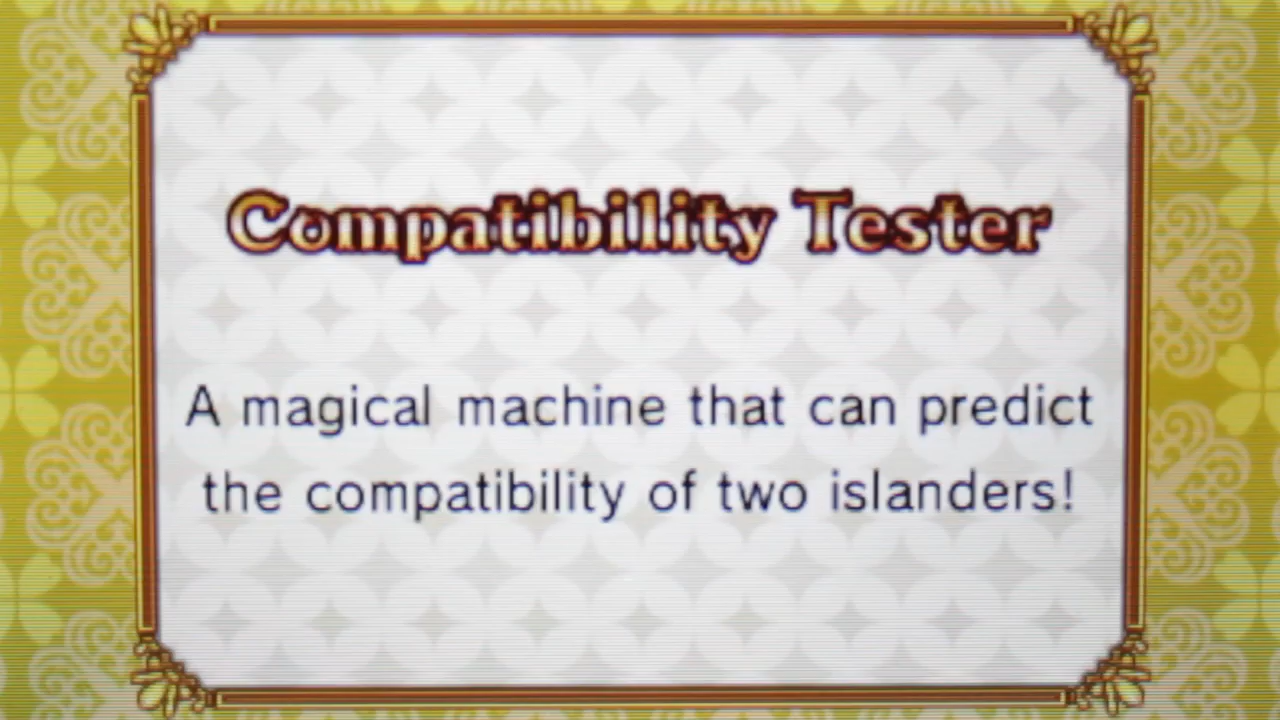 Compatibility Tester
A magical machine that can predict
the compatibility of two islanders!